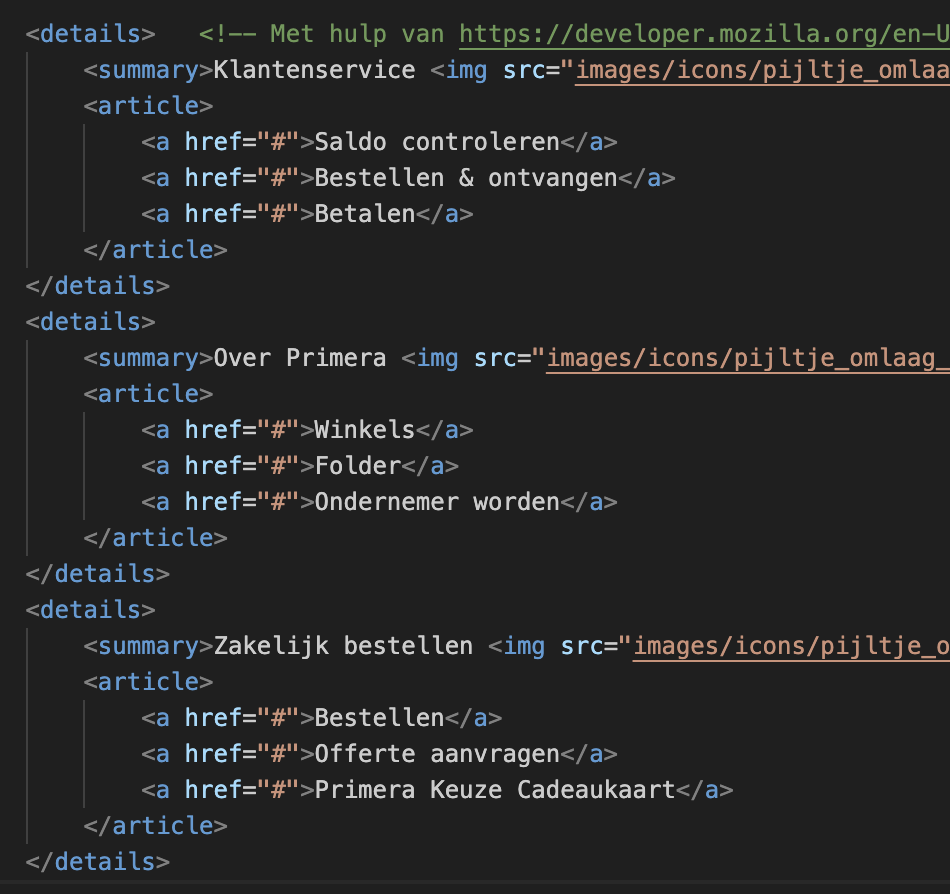 <details>   <!-- Met hulp van https://developer.mozilla.org/en-U
    <summary>Klantenservice <img src="images/icons/pijltje_omlaa
    <article>
        <a href="#">Saldo controleren</a>
        <a href="#">Bestellen & ontvangen</a>
        <a href="#">Betalen</a>
    </article>
</details>
<details>
    <summary>Over Primera <img src="images/icons/pijltje_omlaag_
    <article>
        <a href="#">Winkels</a>
        <a href="#">Folder</a>
        <a href="#">Ondernemer worden</a>
    </article>
</details>
<details>
    <summary>Zakelijk bestellen <img src="images/icons/pijltje_o
    <article>
        <a href="#">Bestellen</a>
        <a href="#">Offerte aanvragen</a>
        <a href="#">Primera Keuze Cadeaukaart</a>
    </article>
</details>